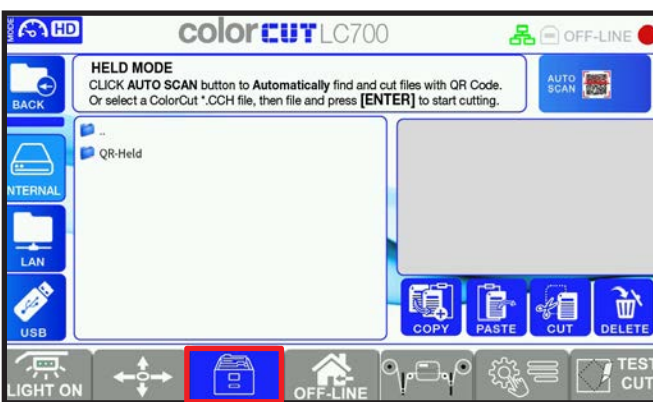 MODE HD
colorCUT LC700
OFF-LINE
BACK
HELD MODE
CLICK AUTO SCAN button to Automatically find and cut files with QR Code.
Or select a ColorCut *.CCH file, then file and press [ENTER] to start cutting.
AUTO
SCAN
..
QR-Held
NTERNAL
LAN
USB
COPY
PASTE
CUT
DELETE
LIGHT ON
OFF-LINE
TEST
CUT